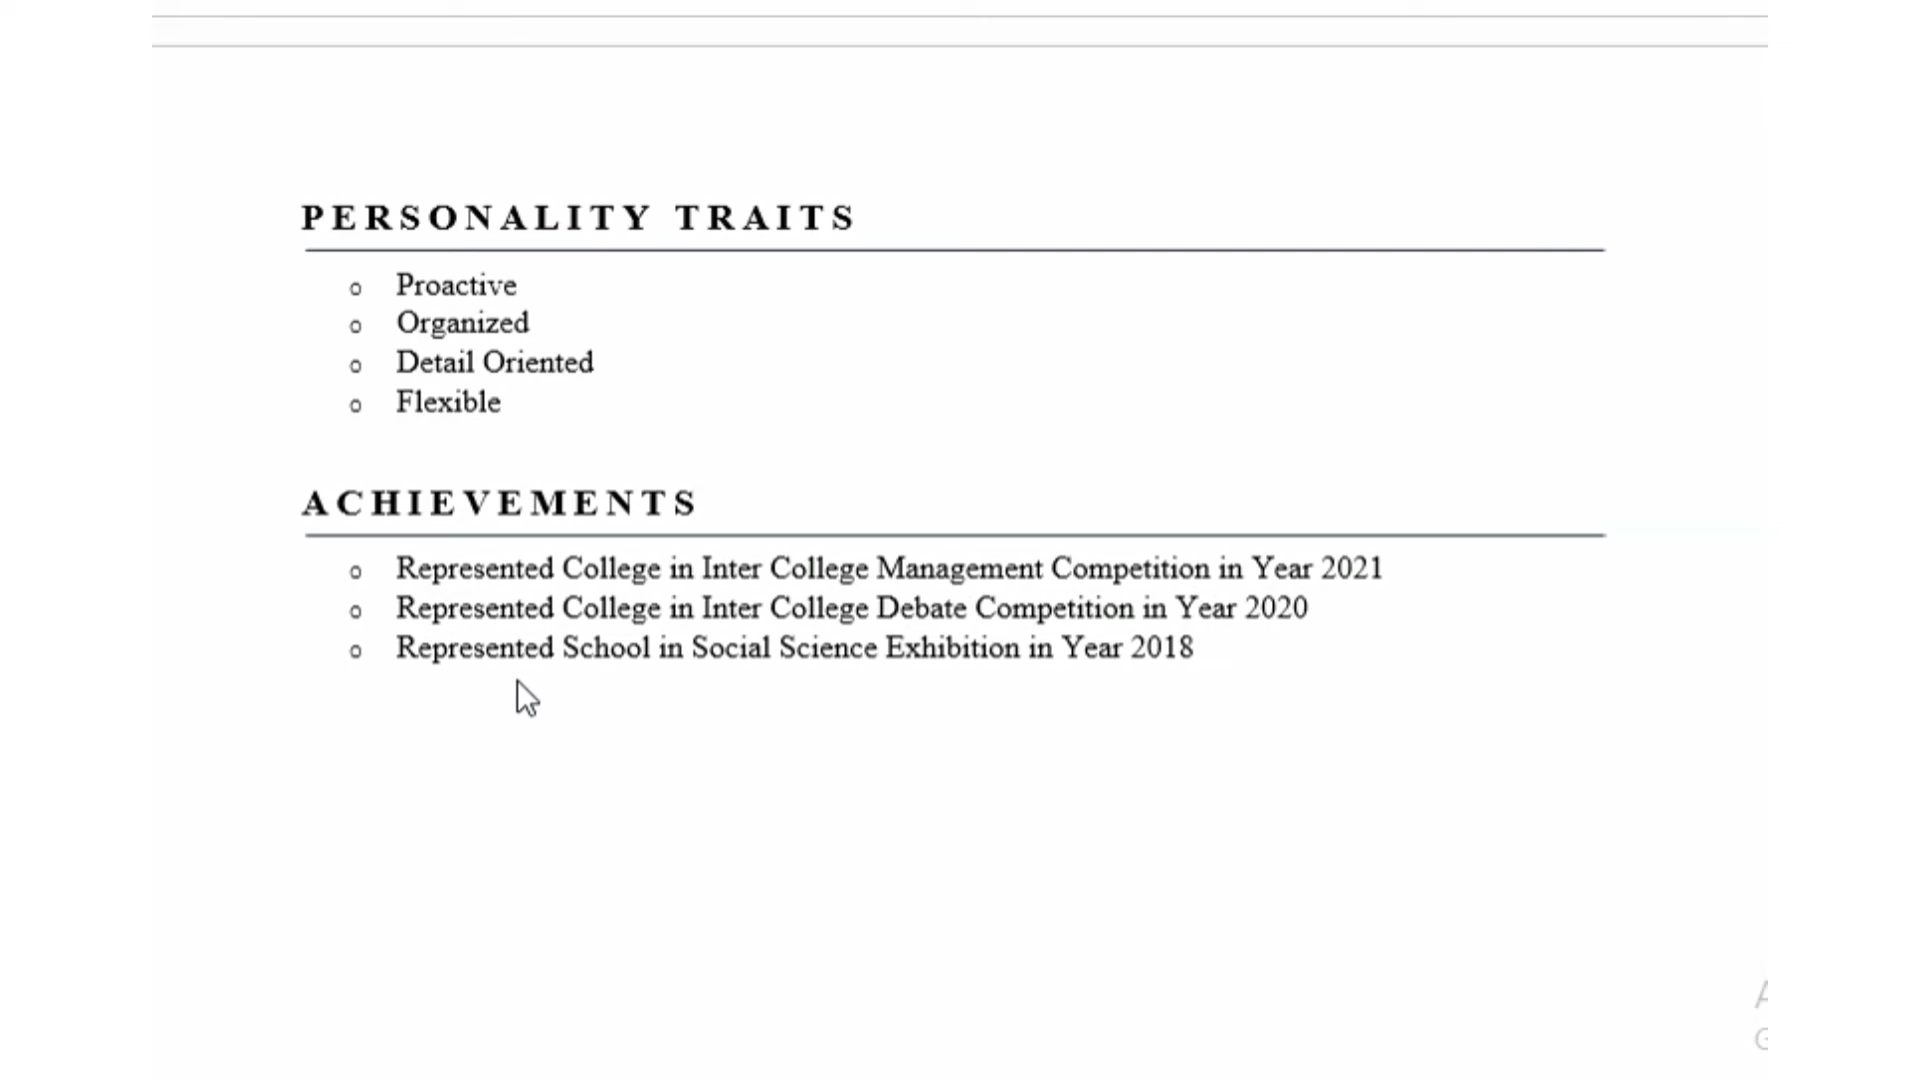 PERSONALITY TRAITS
o Proactive
o Organized
o Detail Oriented
o Flexible
ACHIEVEMENTS
o Represented College in Inter College Management Competition in Year 2021
o Represented College in Inter College Debate Competition in Year 2020
o Represented School in Social Science Exhibition in Year 2018